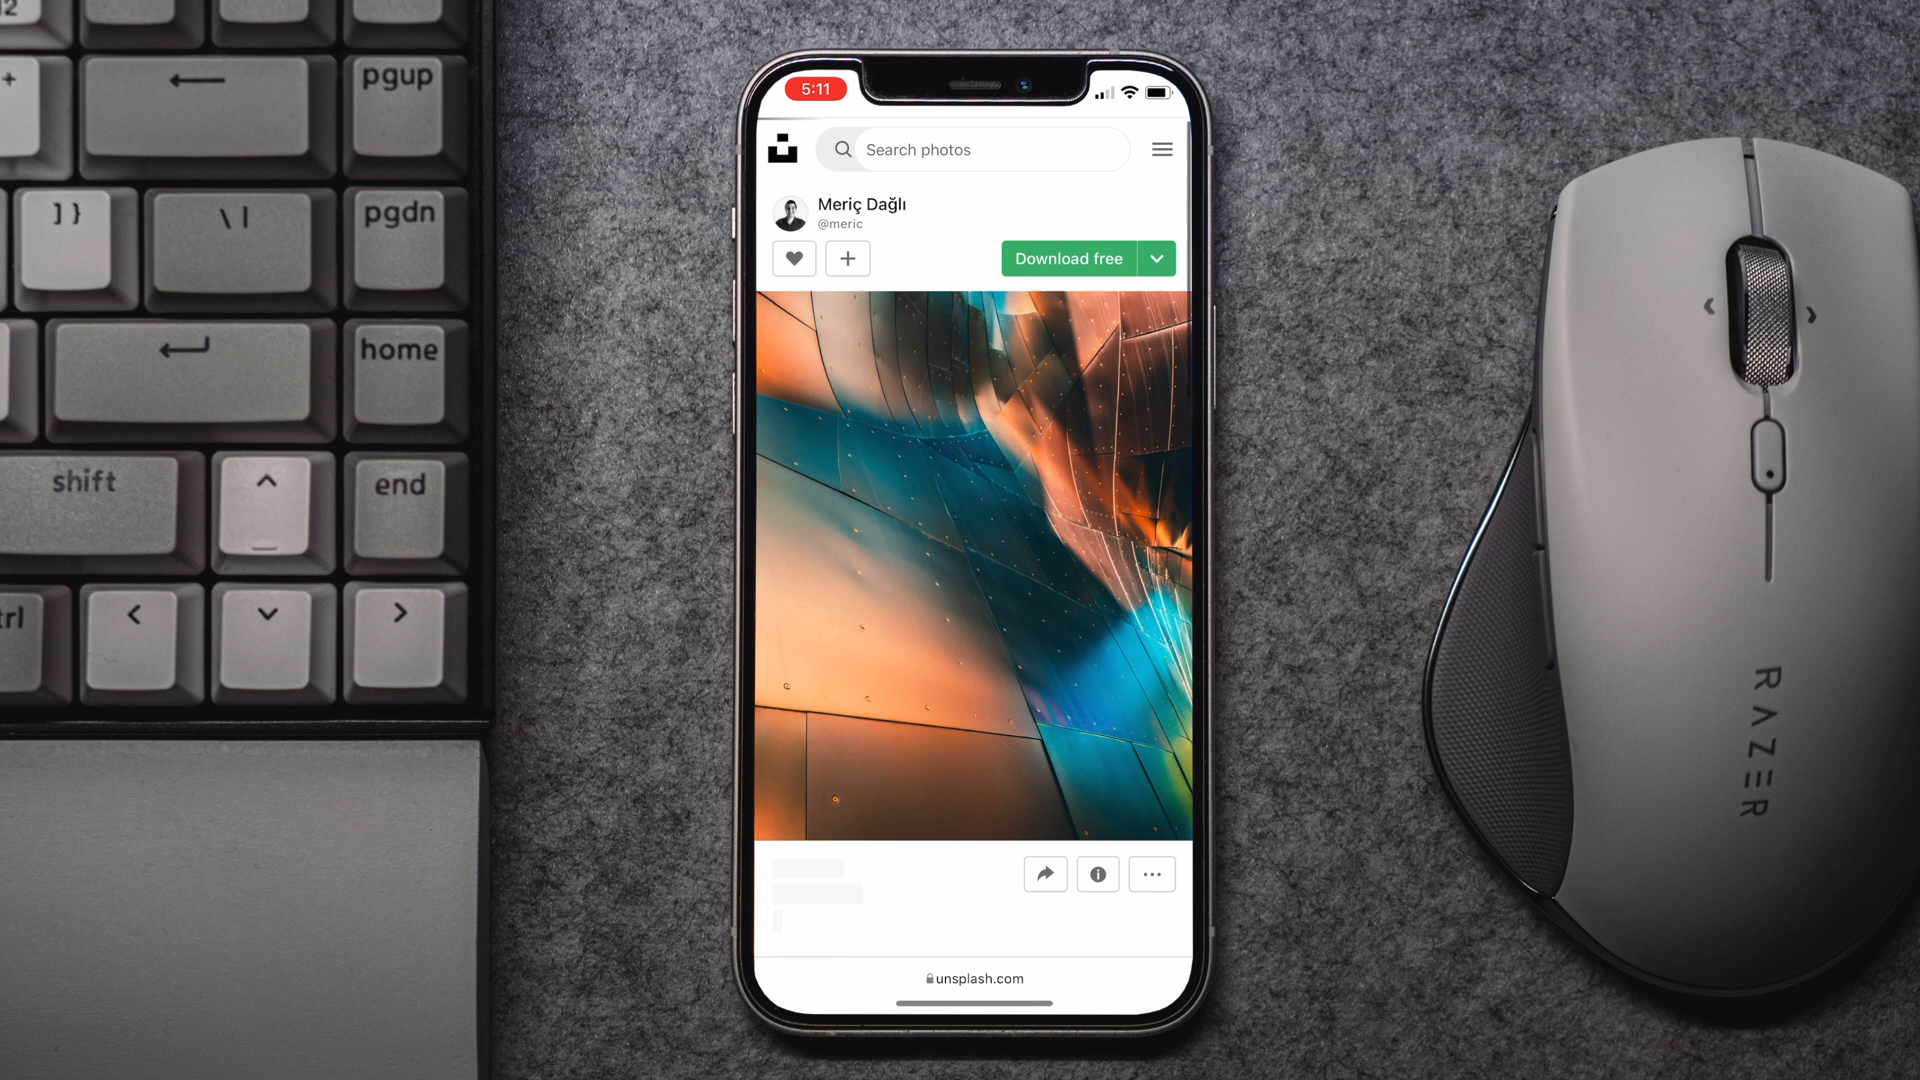 pgup
] }
\ |
pgdn
home
shift
^
end
<
>
5:11
Search photos
Meriç Dağlı
@meric
Download free
unsplash.com
RAZER